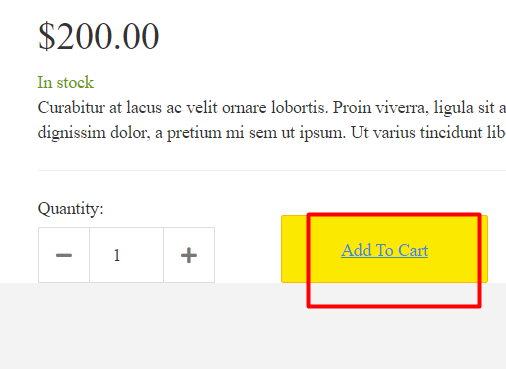 $200.00
In stock
Curabitur at lacus ac velit ornare lobortis. Proin viverra, ligula sit a
dignissim dolor, a pretium mi sem ut ipsum. Ut varius tincidunt lib
Quantity:
− 1 + Add To Cart